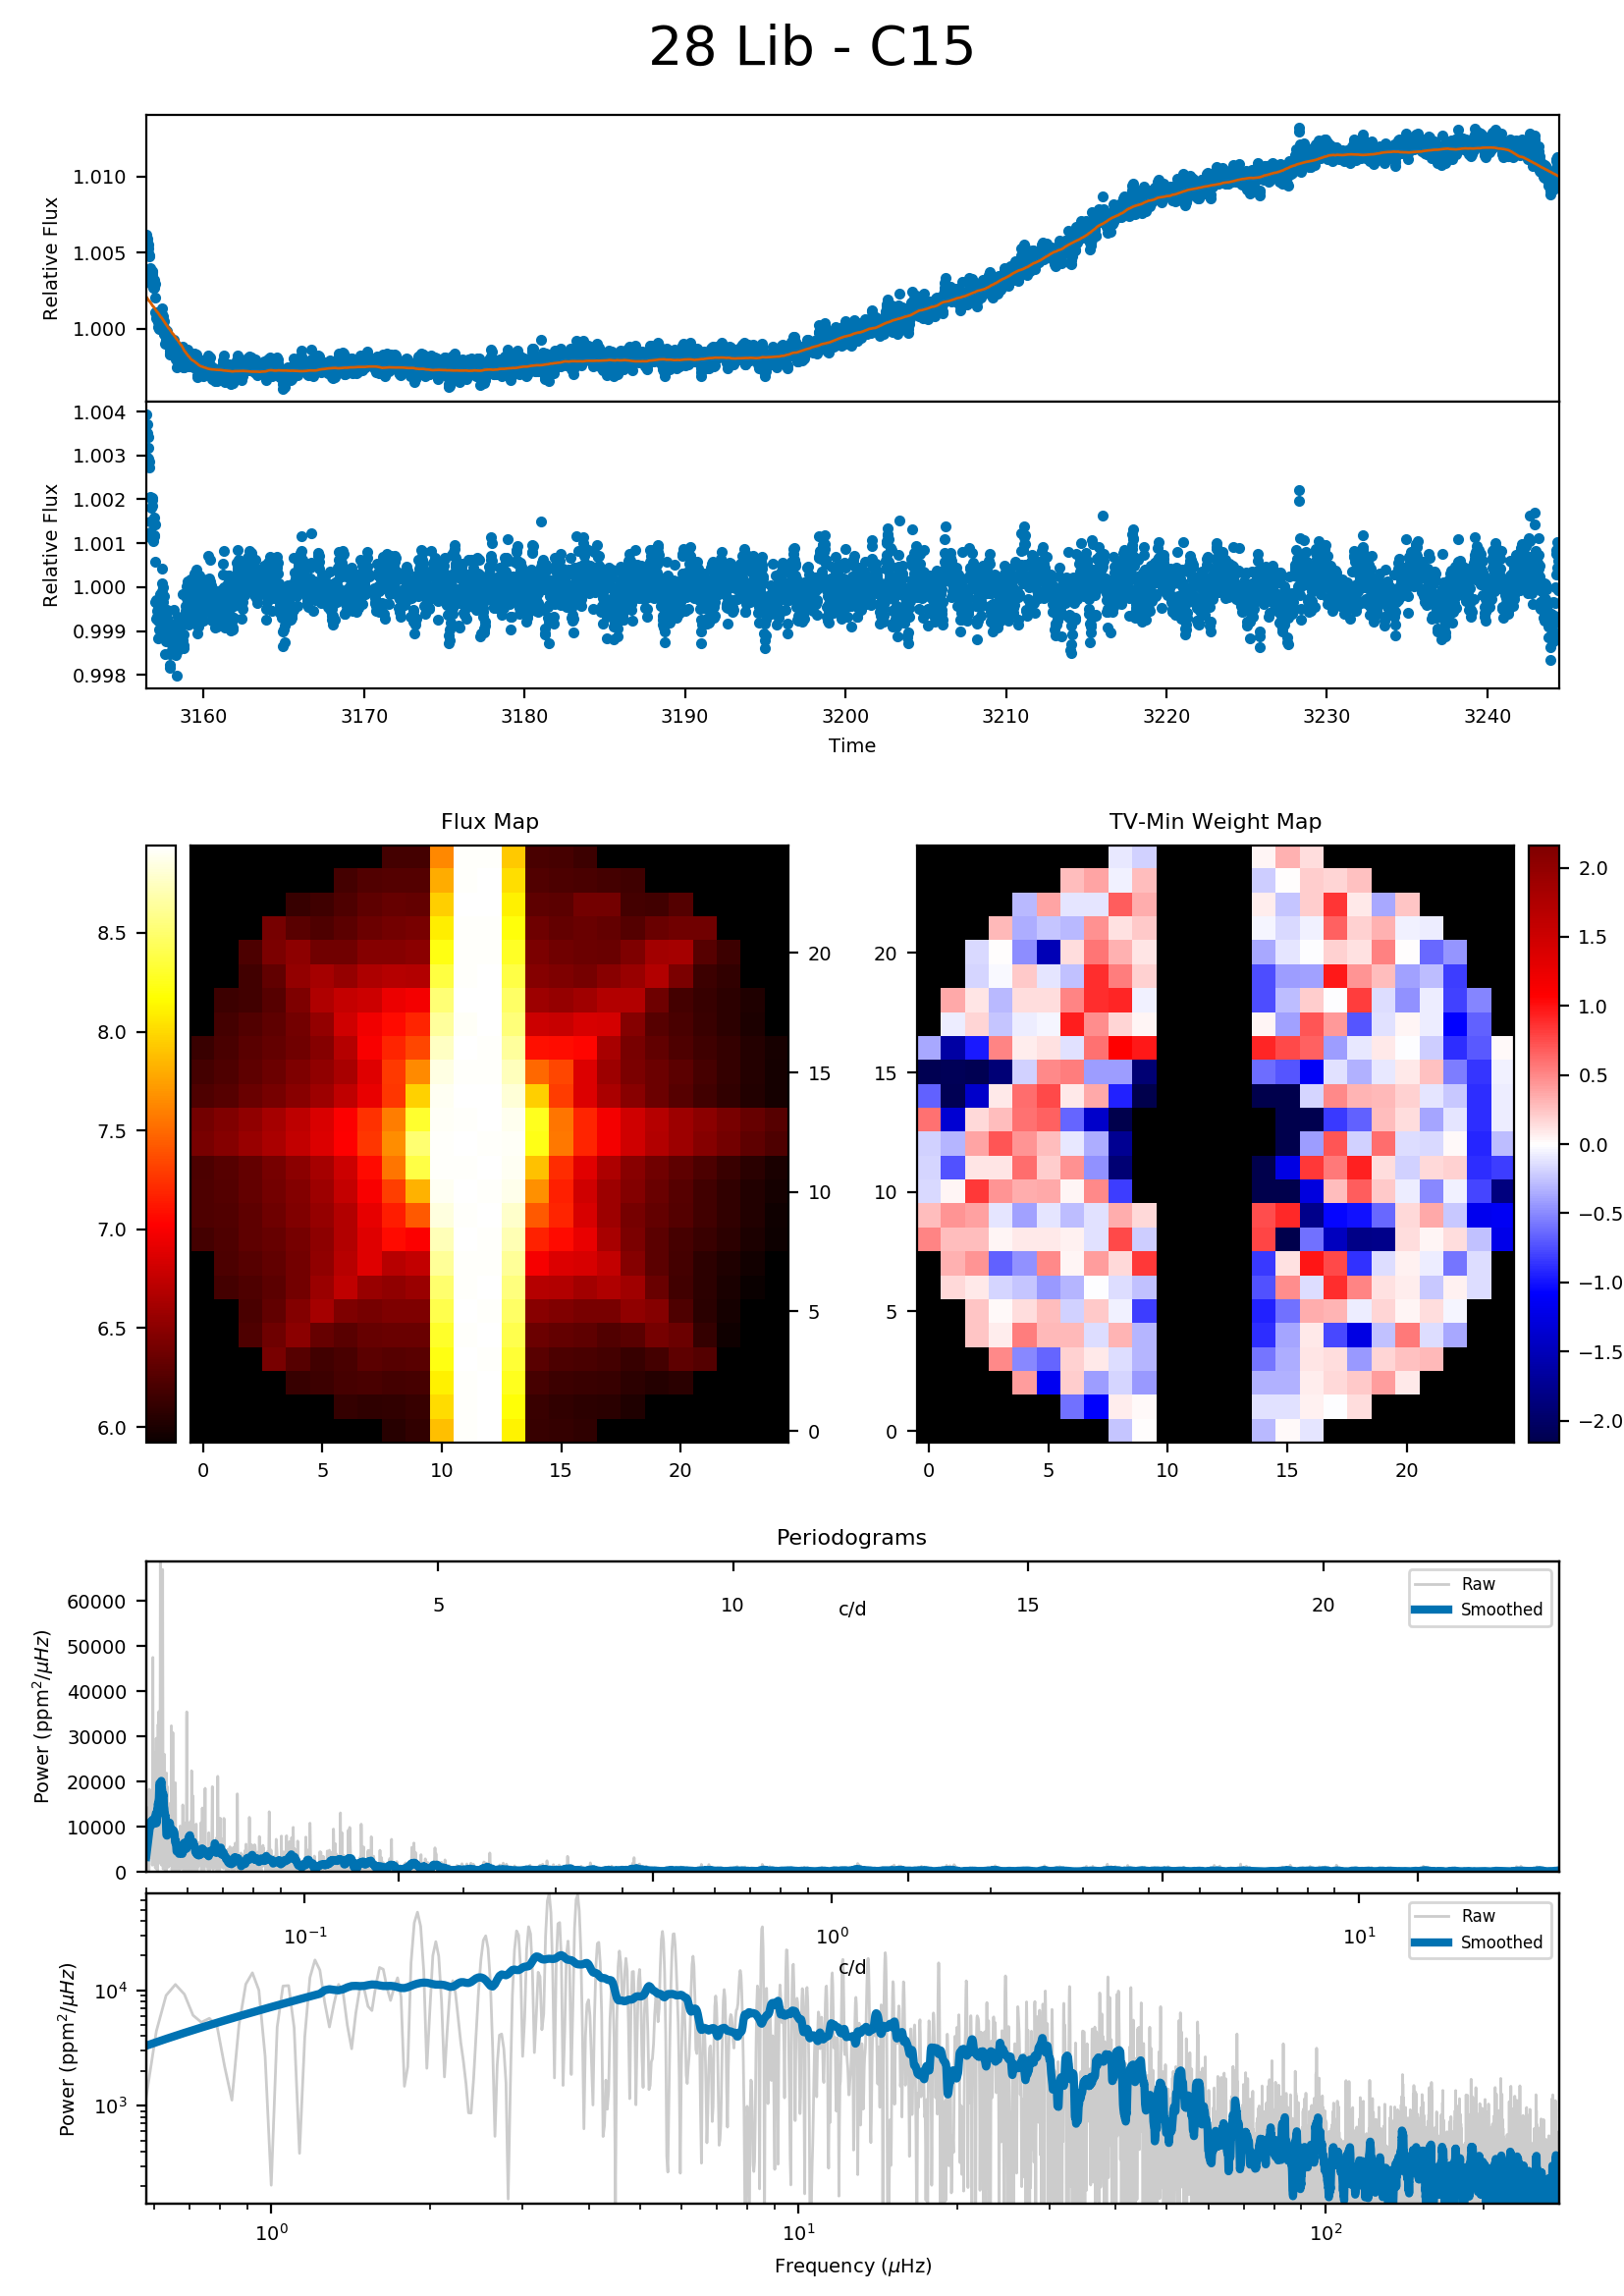 28 Lib - C15
Relative Flux
1.010
1.005
1.000
Relative Flux
1.004
1.003
1.002
1.001
1.000
0.999
0.998
3160 3170 3180 3190 3200 3210 3220 3230 3240
Time
Flux Map
TV-Min Weight Map
8.5
8.0
7.5
7.0
6.5
6.0
20
15
10
5
0
0 5 10 15 20
20
15
10
5
0
0 5 10 15 20
2.0
1.5
1.0
0.5
0.0
−0.5
−1.0
−1.5
−2.0
Periodograms
Power (ppm²/μHz)
60000
50000
40000
30000
20000
10000
0
5 10 15 20
c/d
Raw
Smoothed
Power (ppm²/μHz)
10⁴
10³
10⁻¹ 10⁰ 10¹
c/d
Raw
Smoothed
10⁰ 10¹ 10²
Frequency (μHz)